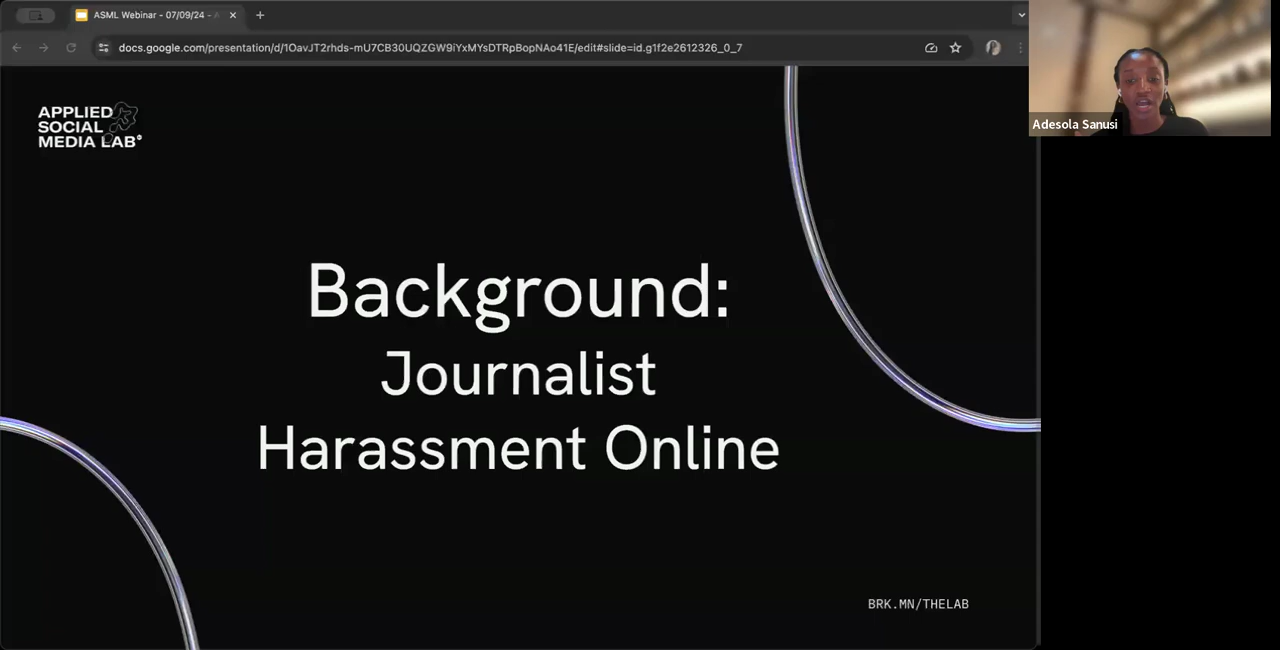 ASML Webinar - 07/09/24 - A
docs.google.com/presentation/d/1OavJT2rhds-mU7CB30UQZGW9iYxMYsDTRpBopNAo41E/edit#slide=id.g1f2e2612326_0_7
Adesola Sanusi
APPLIED
SOCIAL
MEDIA LAB
Background:
Journalist
Harassment Online
BRK.MN/THELAB